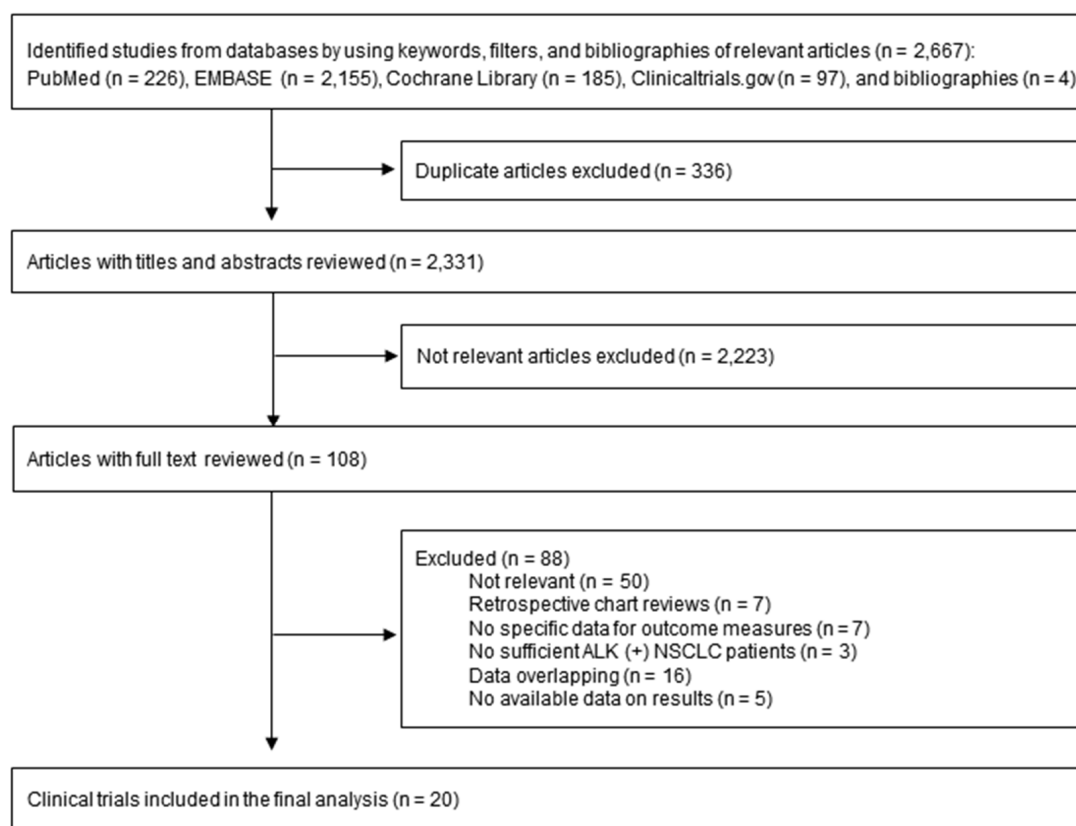 Identified studies from databases by using keywords, filters, and bibliographies of relevant articles (n = 2,667):
PubMed (n = 226), EMBASE (n = 2,155), Cochrane Library (n = 185), Clinicaltrials.gov (n = 97), and bibliographies (n = 4)
Duplicate articles excluded (n = 336)
Articles with titles and abstracts reviewed (n = 2,331)
Not relevant articles excluded (n = 2,223)
Articles with full text reviewed (n = 108)
Excluded (n = 88)
Not relevant (n = 50)
Retrospective chart reviews (n = 7)
No specific data for outcome measures (n = 7)
No sufficient ALK (+) NSCLC patients (n = 3)
Data overlapping (n = 16)
No available data on results (n = 5)
Clinical trials included in the final analysis (n = 20)